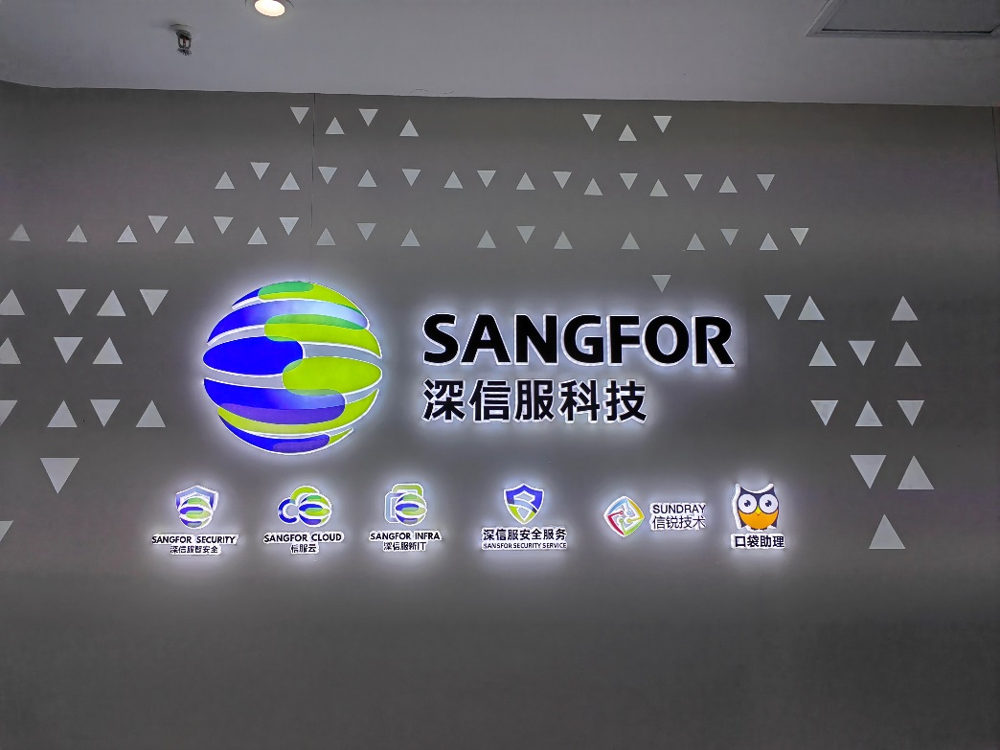 SANGFOR
深信服科技
SANGFOR SECURITY
深信服智安全
SANGFOR CLOUD
信服云
SANGFOR INFRA
深信服新IT
深信服安全服务
SANGFOR SECURITY SERVICE
SUNDRAY
信锐技术
口袋助理